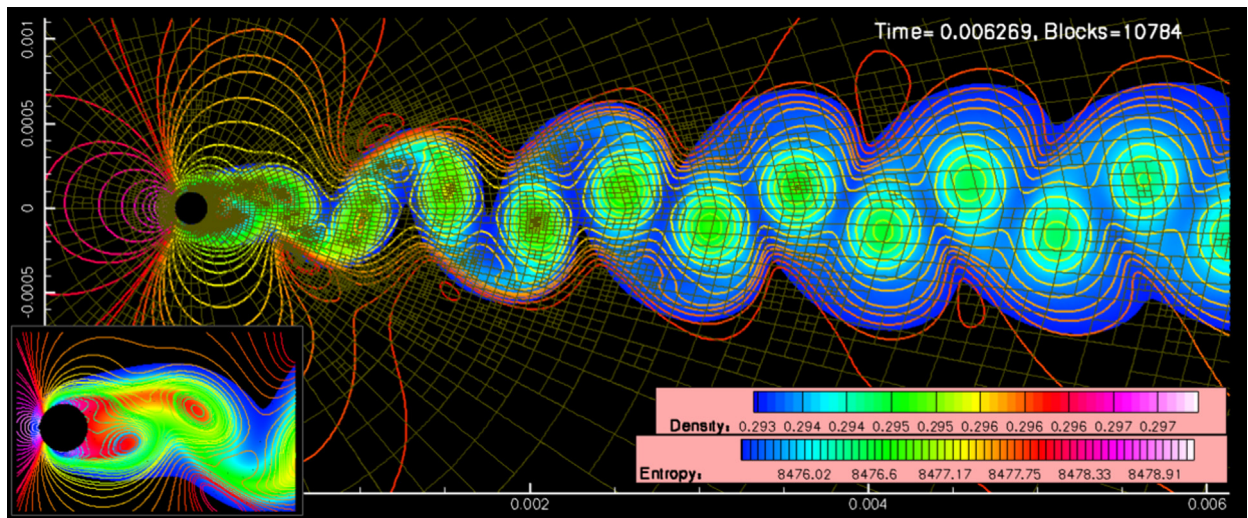 Time= 0.006269, Blocks=10784
0.001
0.0005
0
-0.0005
Density: 0.293 0.294 0.294 0.295 0.295 0.296 0.296 0.296 0.297 0.297
Entropy: 8476.02 8476.6 8477.17 8477.75 8478.33 8478.91
0.002 0.004 0.006